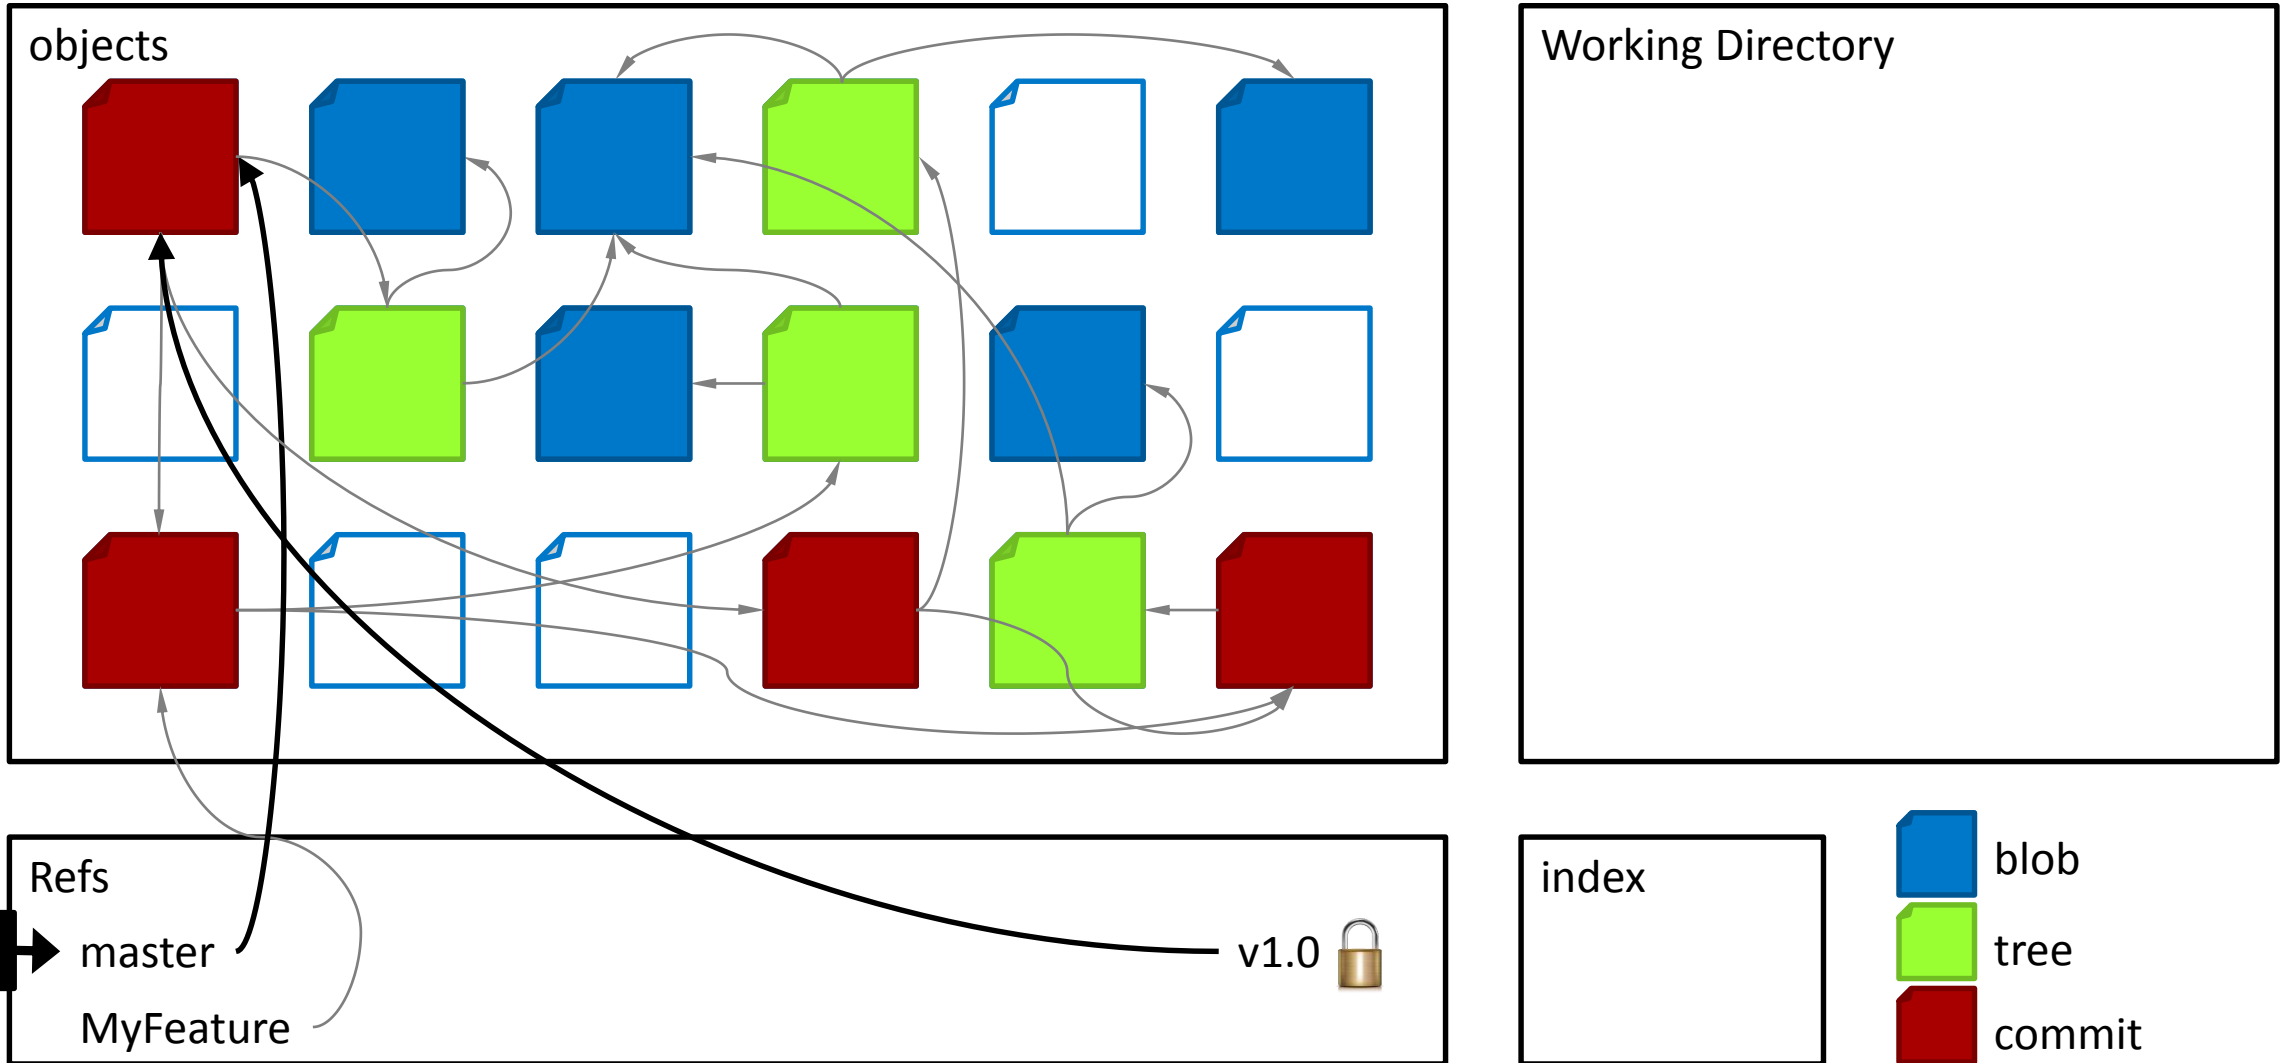 objects
Working Directory
Refs
master
v1.0
MyFeature
index
blob
tree
commit